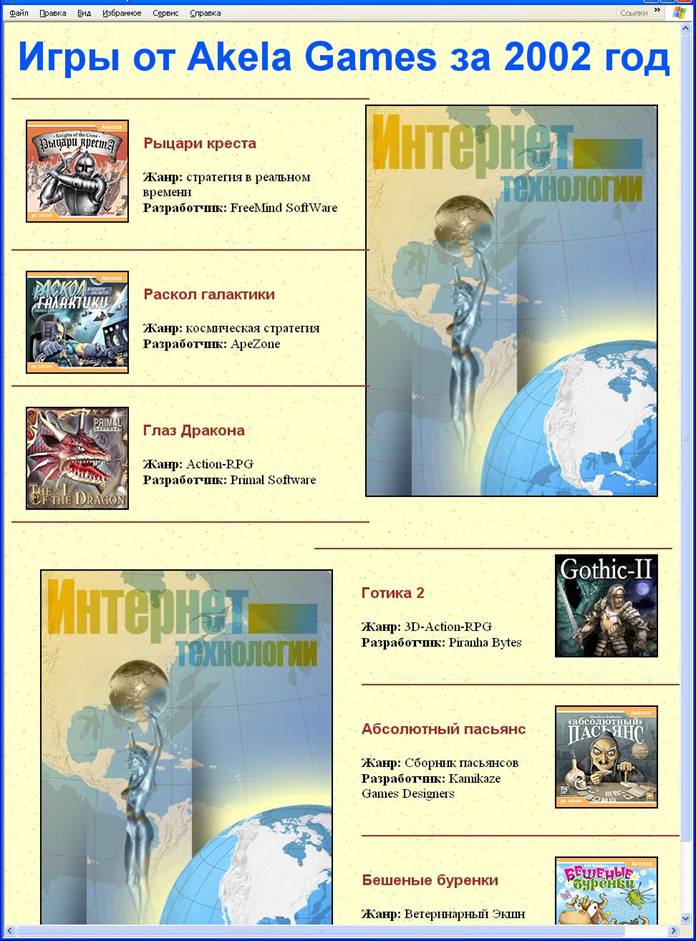 Файл Правка Вид Избранное Сервис Справка
Ссылки »
Игры от Akela Games за 2002 год
- Knights of the Cross -
Рыцари креста
Рыцари креста
Жанр: стратегия в реальном
времени
Разработчик: FreeMind SoftWare
Интернет
технологии
РАСКОЛ
ГАЛАКТИКИ
Раскол галактики
Жанр: космическая стратегия
Разработчик: ApeZone
PRIMAL
THE I
OF THE DRAGON
Глаз Дракона
Жанр: Action-RPG
Разработчик: Primal Software
Интернет
технологии
Готика 2
Жанр: 3D-Action-RPG
Разработчик: Piranha Bytes
Gothic-II
Абсолютный пасьянс
Жанр: Сборник пасьянсов
Разработчик: Kamikaze
Games Designers
«абсолютный»
ПАСЬЯНС
Бешеные буренки
Жанр: Ветеринарный Экшн
БЕШЕНЫЕ
буренки